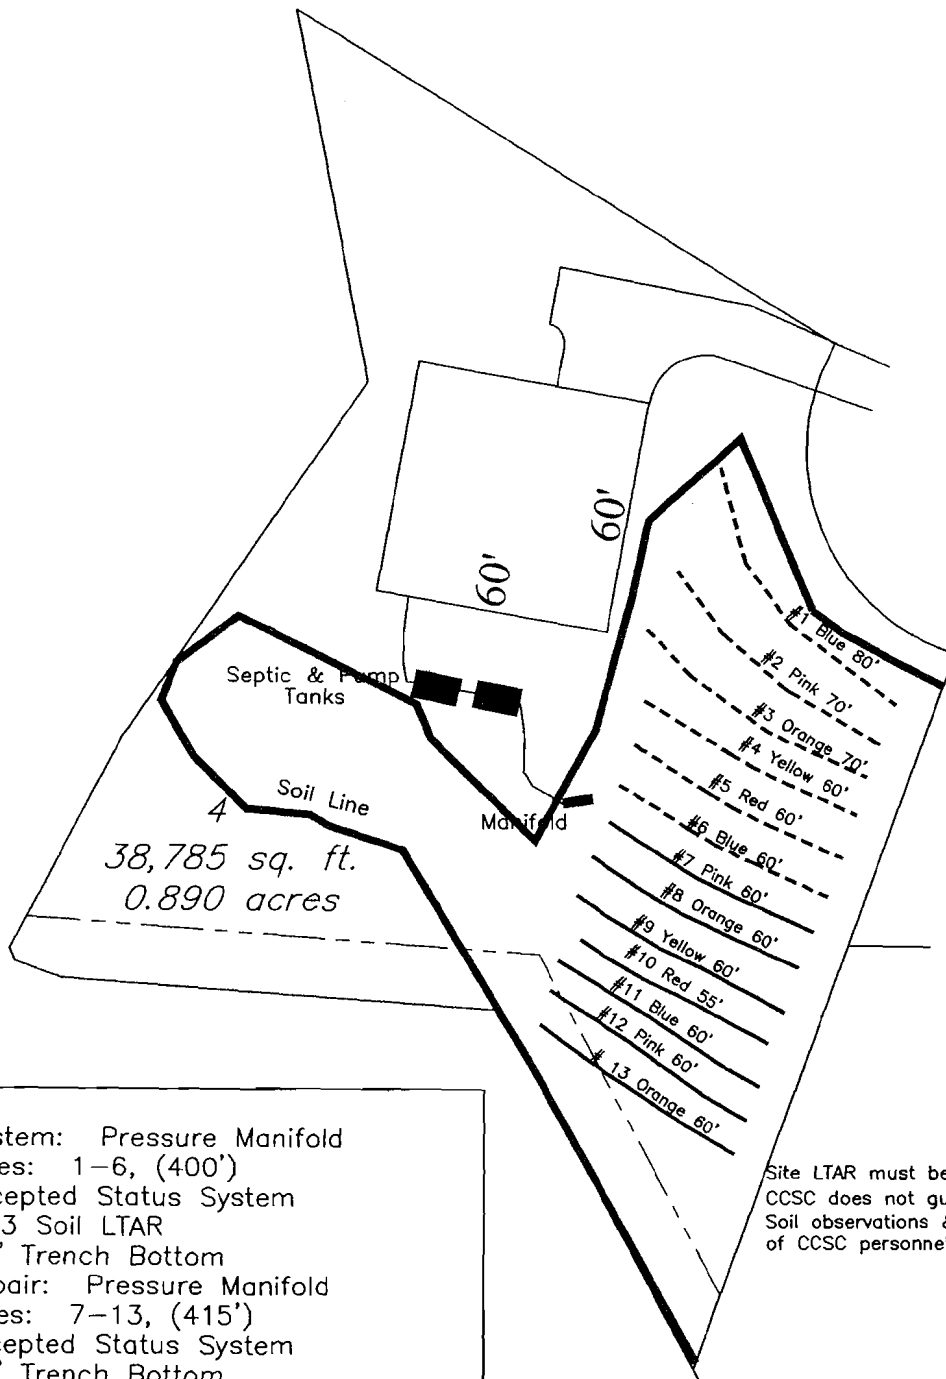 60'
60'
#1 Blue 80'
#2 Pink 70'
#3 Orange 70'
#4 Yellow 60'
#5 Red 60'
#6 Blue 60'
#7 Pink 60'
#8 Orange 60'
#9 Yellow 60'
#10 Red 55'
#11 Blue 60'
#12 Pink 60'
# 13 Orange 60'
Septic & Pump
Tanks
Soil Line
Manifold
4
38,785 sq. ft.
0.890 acres
stem: Pressure Manifold
es: 1-6, (400')
cepted Status System
3 Soil LTAR
' Trench Bottom
pair: Pressure Manifold
es: 7-13, (415')
cepted Status System
' Trench Bottom
Site LTAR must be
CCSC does not gu
Soil observations &
of CCSC personne